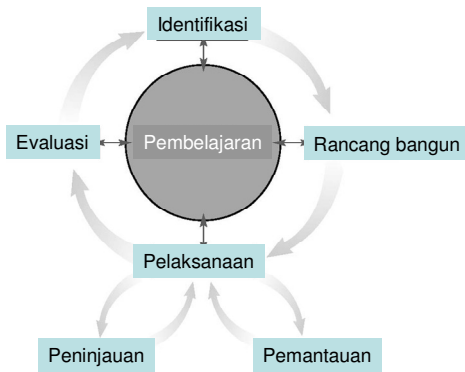 Identifikasi
Evaluasi
Pembelajaran
Rancang bangun
Pelaksanaan
Peninjauan
Pemantauan